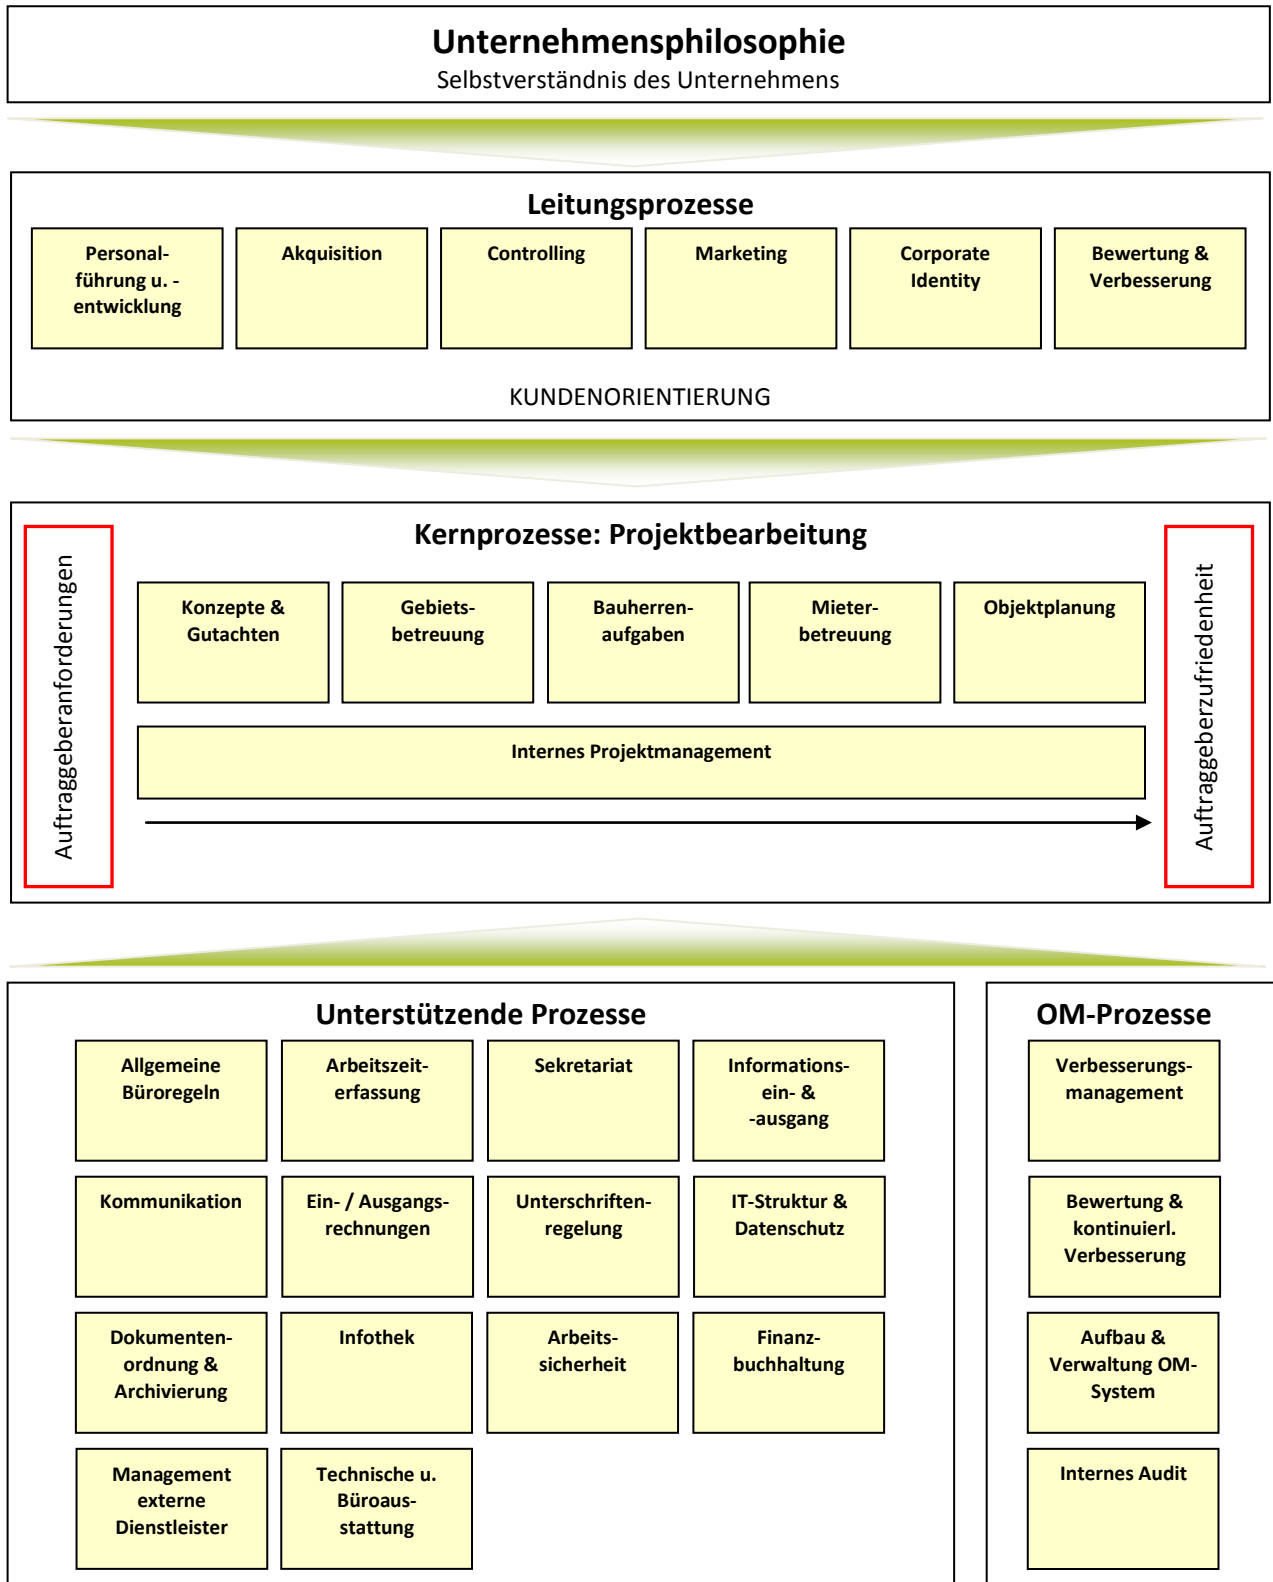 Unternehmensphilosophie
Selbstverständnis des Unternehmens
Leitungsprozesse
Personal-
führung u. -
entwicklung
Akquisition
Controlling
Marketing
Corporate
Identity
Bewertung &
Verbesserung
KUNDENORIENTIERUNG
Kernprozesse: Projektbearbeitung
Auftraggeberanforderungen
Konzepte &
Gutachten
Gebiets-
betreuung
Bauherren-
aufgaben
Mieter-
betreuung
Objektplanung
Internes Projektmanagement
Auftraggeberzufriedenheit
Unterstützende Prozesse
Allgemeine
Büroregeln
Arbeitszeit-
erfassung
Sekretariat
Informations-
ein- &
-ausgang
Kommunikation
Ein- / Ausgangs-
rechnungen
Unterschriften-
regelung
IT-Struktur &
Datenschutz
Dokumenten-
ordnung &
Archivierung
Infothek
Arbeits-
sicherheit
Finanz-
buchhaltung
Management
externe
Dienstleister
Technische u.
Büroaus-
stattung
OM-Prozesse
Verbesserungs-
management
Bewertung &
kontinuierl.
Verbesserung
Aufbau &
Verwaltung OM-
System
Internes Audit